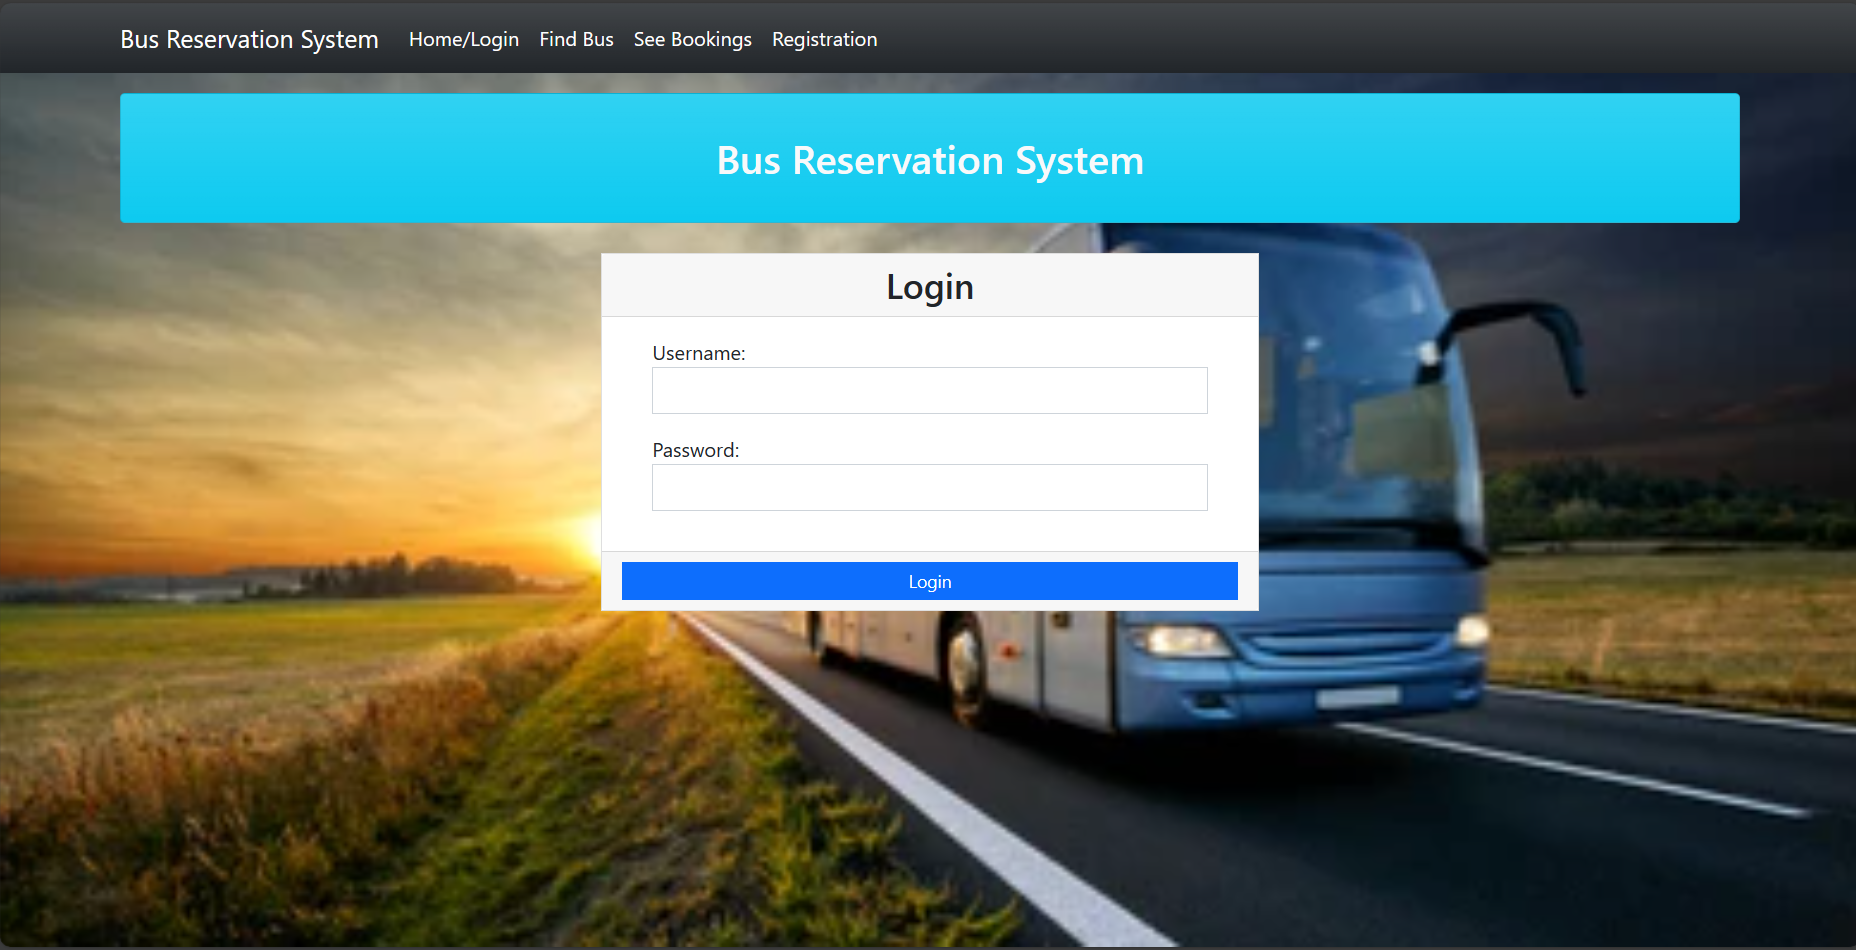 Bus Reservation System Home/Login Find Bus See Bookings Registration
Bus Reservation System
Login
Username:
Password:
Login